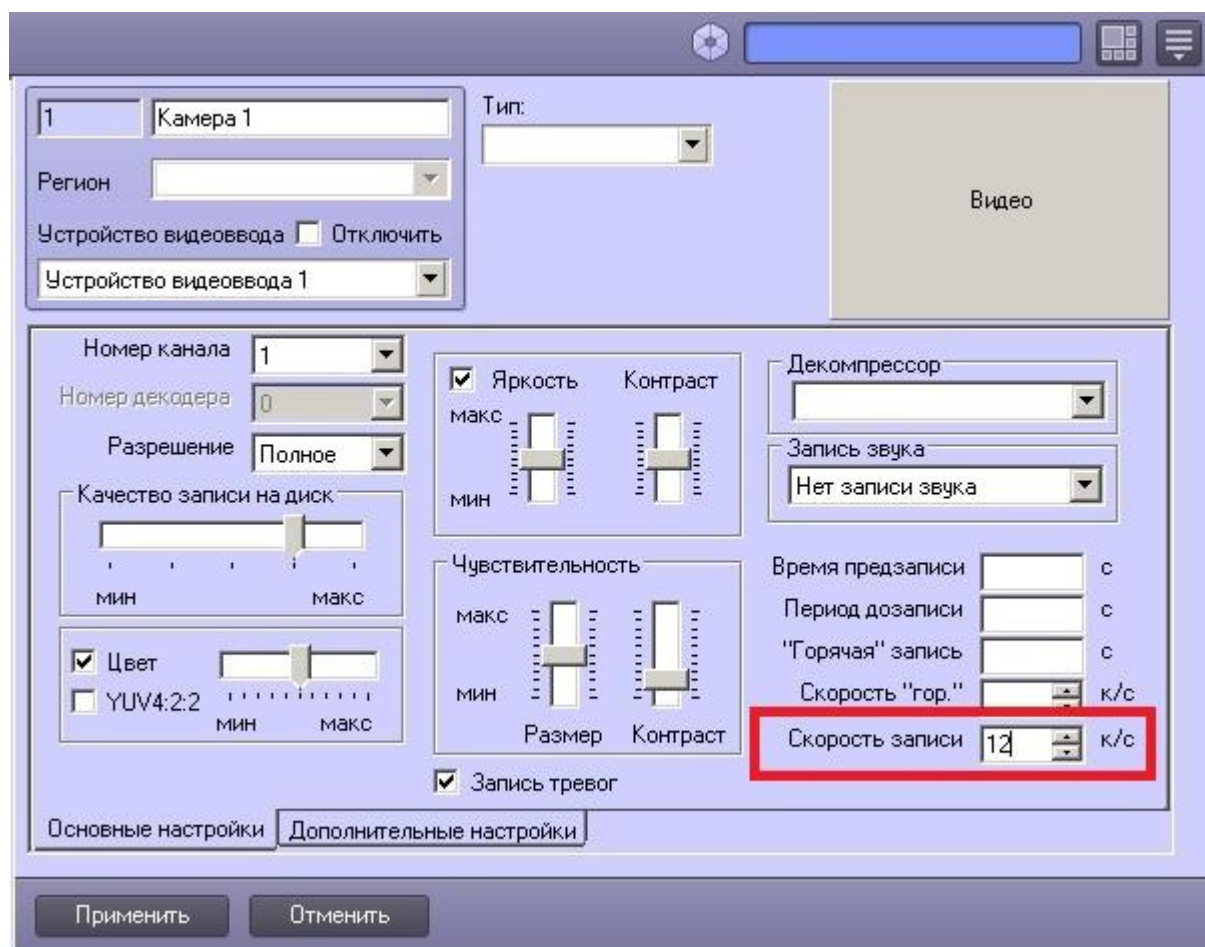 1 Камера 1
Тип:
Регион
Устройство видеоввода Отключить
Устройство видеоввода 1
Видео
Номер канала 1
Номер декодера 0
Разрешение Полное
Качество записи на диск
мин макс
Цвет
YUV4:2:2
мин макс
Яркость Контраст
макс
мин
Чувствительность
макс
мин
Размер Контраст
Запись тревог
Декомпрессор
Запись звука
Нет записи звука
Время предзаписи с
Период дозаписи с
"Горячая" запись с
Скорость "гор." к/с
Скорость записи 12 к/с
Основные настройки Дополнительные настройки
Применить Отменить